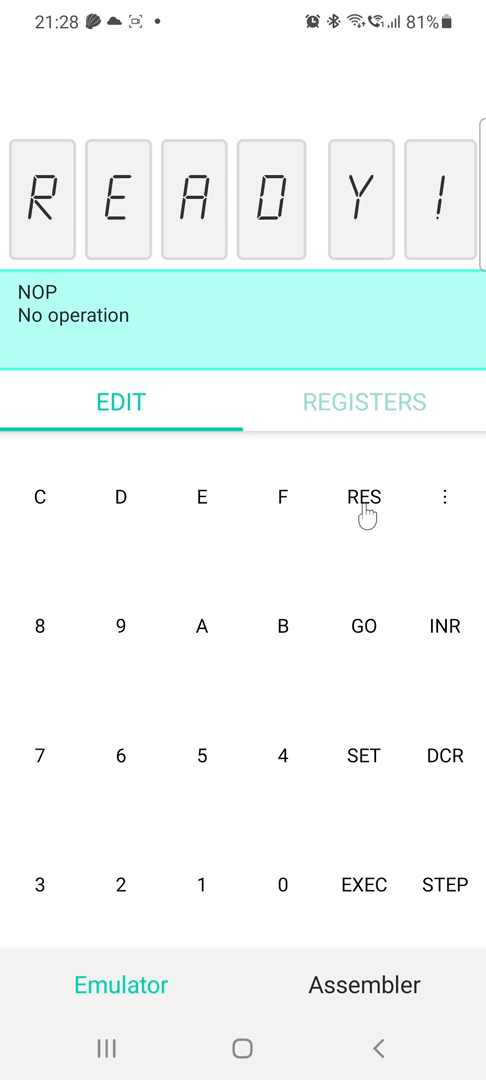 21:28 81%
R E A D Y !
NOP
No operation
EDIT REGISTERS
C D E F RES ⋮
8 9 A B GO INR
7 6 5 4 SET DCR
3 2 1 0 EXEC STEP
Emulator Assembler